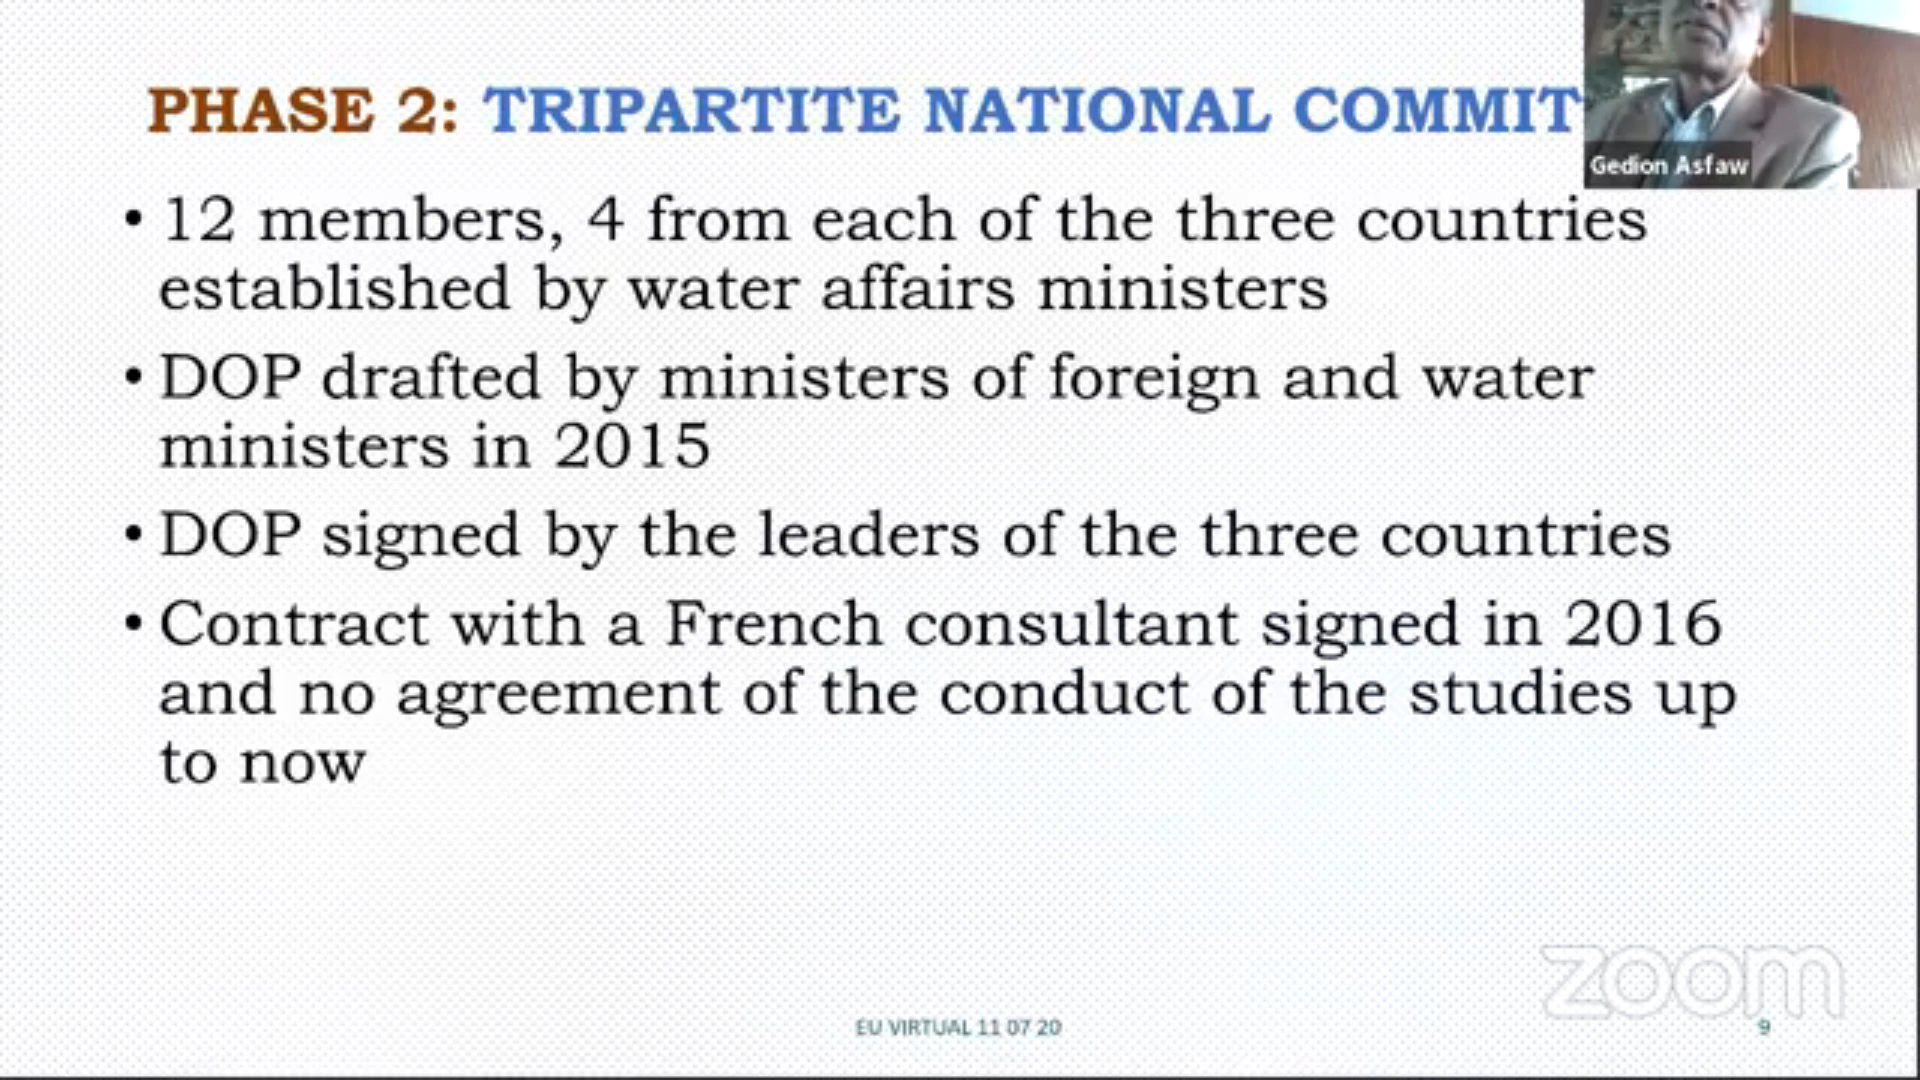 PHASE 2: TRIPARTITE NATIONAL COMMIT
Gedion Asfaw
• 12 members, 4 from each of the three countries
established by water affairs ministers
• DOP drafted by ministers of foreign and water
ministers in 2015
• DOP signed by the leaders of the three countries
• Contract with a French consultant signed in 2016
and no agreement of the conduct of the studies up
to now
zoom
EU VIRTUAL 11 07 20
9